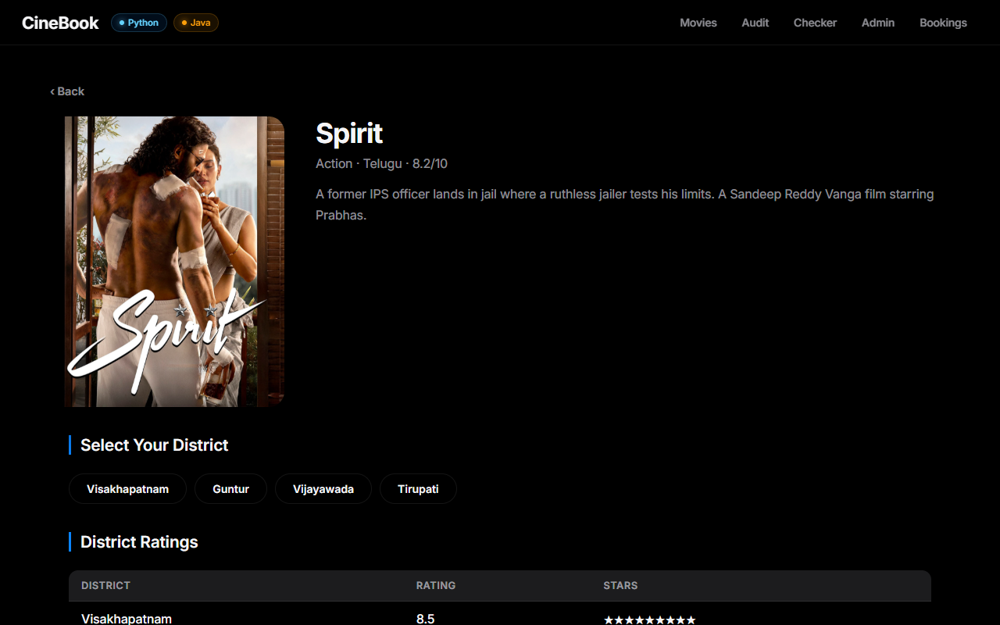 CineBook Python Java Movies Audit Checker Admin Bookings
‹ Back
Spirit
Action · Telugu · 8.2/10
A former IPS officer lands in jail where a ruthless jailer tests his limits. A Sandeep Reddy Vanga film starring
Prabhas.
Spirit
Select Your District
Visakhapatnam Guntur Vijayawada Tirupati
District Ratings
DISTRICT RATING STARS
Visakhapatnam 8.5 ★★★★★★★★★